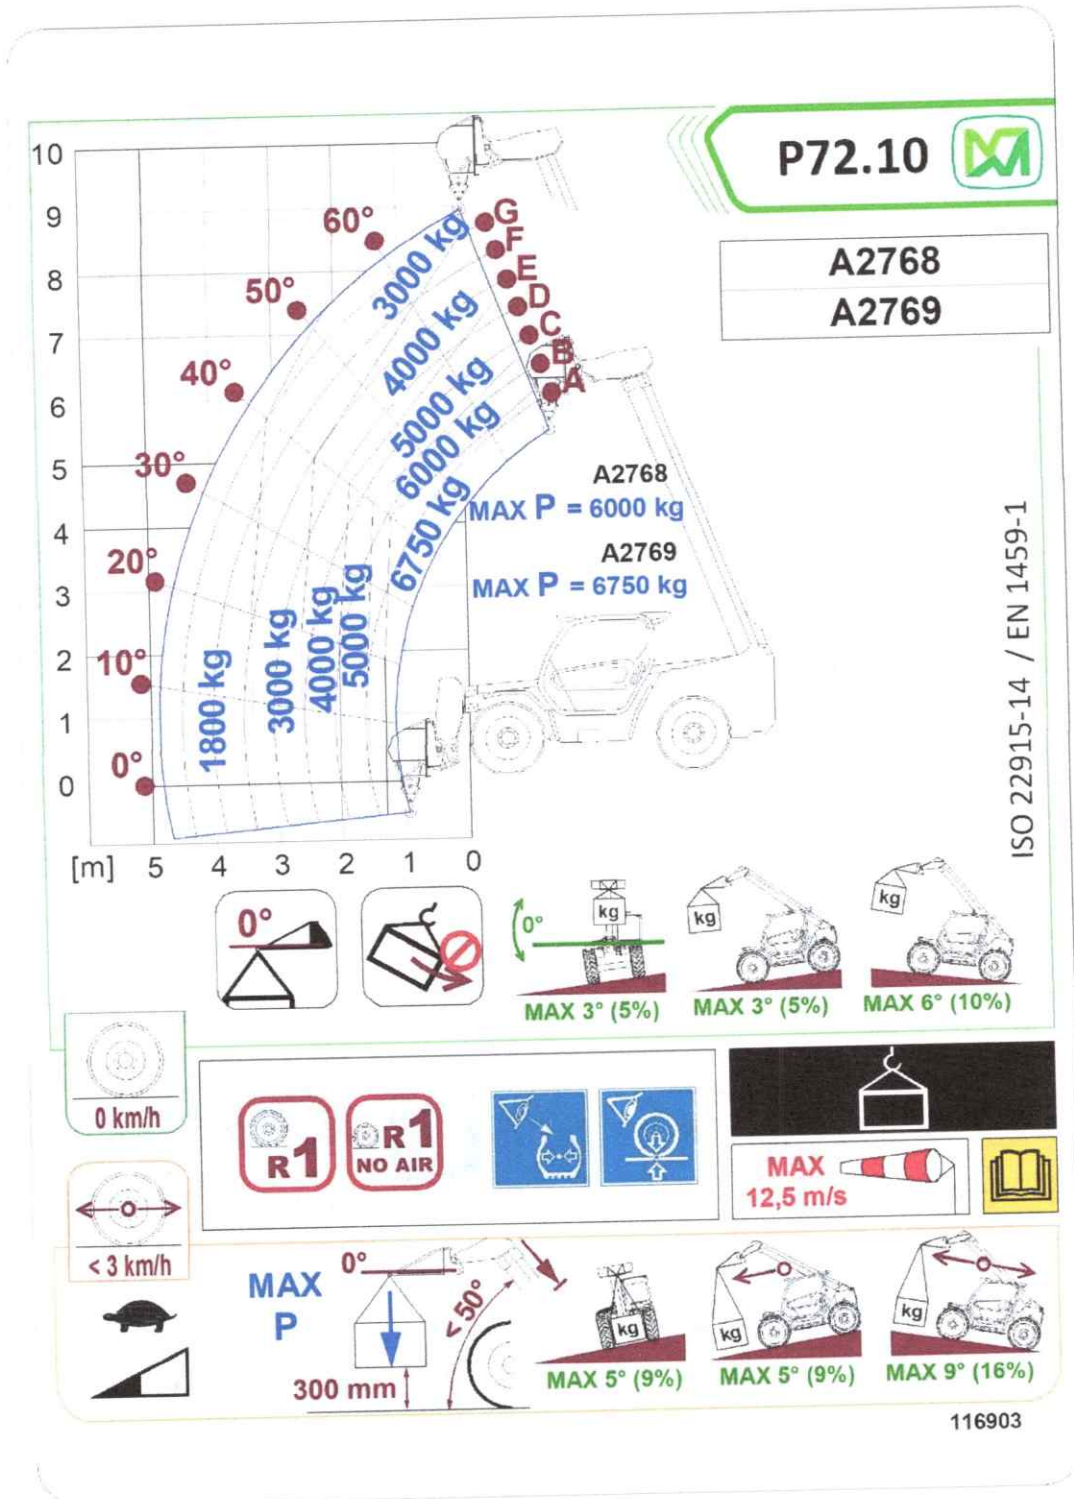 P72.10
A2768
A2769
10
9
8
7
6
5
4
3
2
1
0
[m] 5 4 3 2 1 0
60°
50°
40°
30°
20°
10°
0°
G
F
E
D
C
B
A
3000 kg
4000 kg
5000 kg
6000 kg
6750 kg
1800 kg
3000 kg
4000 kg
5000 kg
A2768
MAX P = 6000 kg
A2769
MAX P = 6750 kg
ISO 22915-14 / EN 1459-1
0°
0°
kg
kg
kg
MAX 3° (5%)
MAX 3° (5%)
MAX 6° (10%)
0 km/h
R1
R1
NO AIR
MAX
12,5 m/s
< 3 km/h
MAX
P
0°
< 50°
300 mm
kg
kg
kg
MAX 5° (9%)
MAX 5° (9%)
MAX 9° (16%)
116903